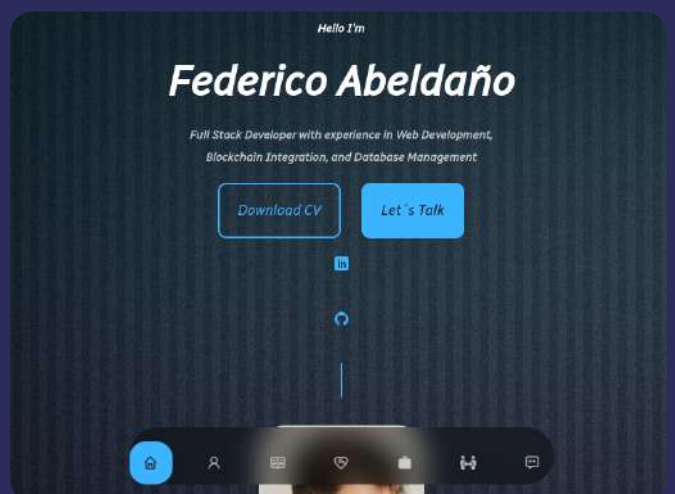 Hello I'm
Federico Abeldaño
Full Stack Developer with experience in Web Development,
Blockchain Integration, and Database Management
Download CV
Let´s Talk
in